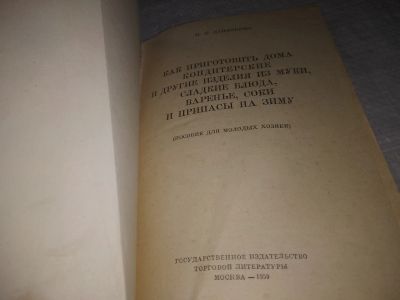 КАК ПРИГОТОВИТЬ ДОМА
КОНДИТЕРСКИЕ
И ДРУГИЕ ИЗДЕЛИЯ ИЗ МУКИ,
СЛАДКИЕ БЛЮДА,
ВАРЕНЬЕ, СОКИ
И ПРИПАСЫ НА ЗИМУ
(ПОСОБИЕ ДЛЯ МОЛОДЫХ ХОЗЯЕК)
ГОСУДАРСТВЕННОЕ ИЗДАТЕЛЬСТВО
ТОРГОВОЙ ЛИТЕРАТУРЫ
МОСКВА — 1959